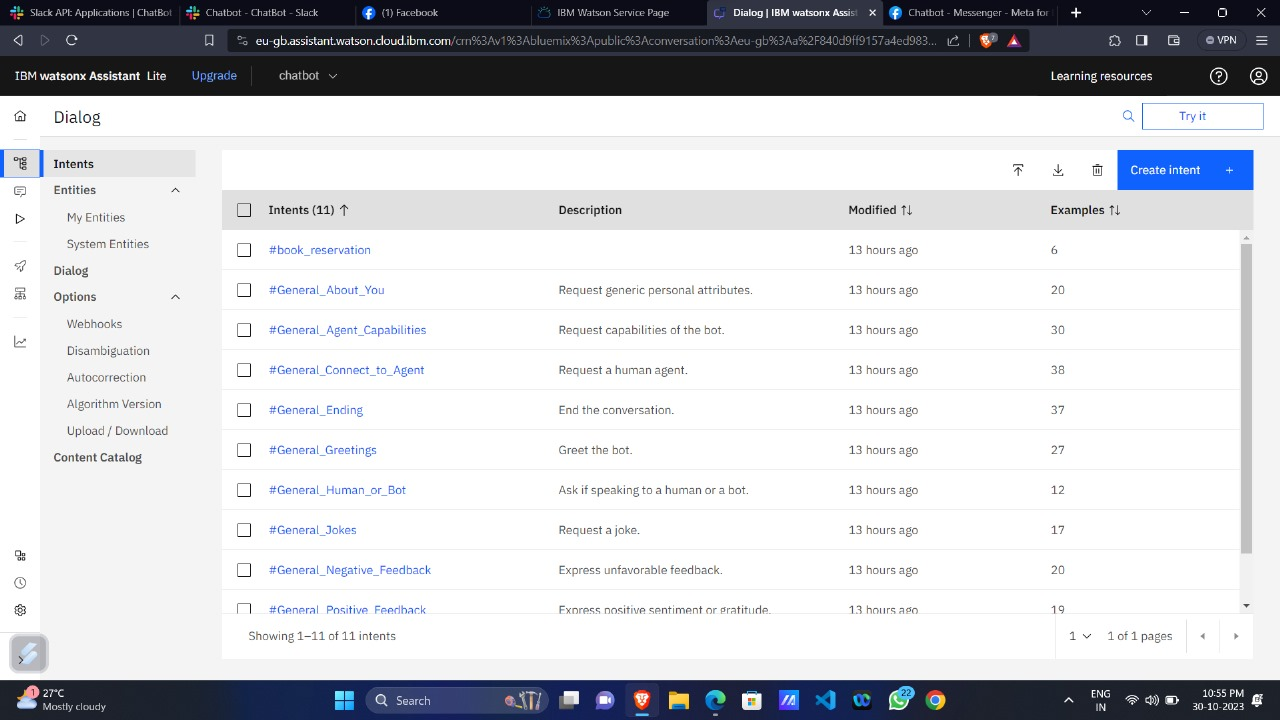 Slack API: Applications | ChatBot
Chatbot - ChatBot - Slack
(1) Facebook
IBM Watson Service Page
Dialog | IBM watsonx Assist
Chatbot - Messenger - Meta for
eu-gb.assistant.watson.cloud.ibm.com/crn%3Av1%3Abluemix%3Apublic%3Aconversation%3Aeu-gb%3Aa%2F840d9ff9157a4ed983...
7
VPN
IBM watsonx Assistant Lite
Upgrade
chatbot
Learning resources
Dialog
Try it
Intents
Entities
My Entities
System Entities
Dialog
Options
Webhooks
Disambiguation
Autocorrection
Algorithm Version
Upload / Download
Content Catalog
Create intent +
Intents (11) Description Modified Examples
#book_reservation 13 hours ago 6
#General_About_You Request generic personal attributes. 13 hours ago 20
#General_Agent_Capabilities Request capabilities of the bot. 13 hours ago 30
#General_Connect_to_Agent Request a human agent. 13 hours ago 38
#General_Ending End the conversation. 13 hours ago 37
#General_Greetings Greet the bot. 13 hours ago 27
#General_Human_or_Bot Ask if speaking to a human or a bot. 13 hours ago 12
#General_Jokes Request a joke. 13 hours ago 17
#General_Negative_Feedback Express unfavorable feedback. 13 hours ago 20
#General_Positive_Feedback Express positive sentiment or gratitude. 13 hours ago 19
Showing 1–11 of 11 intents
1
1 of 1 pages
1
27°C
Mostly cloudy
Search
22
ENG
IN
10:55 PM
30-10-2023